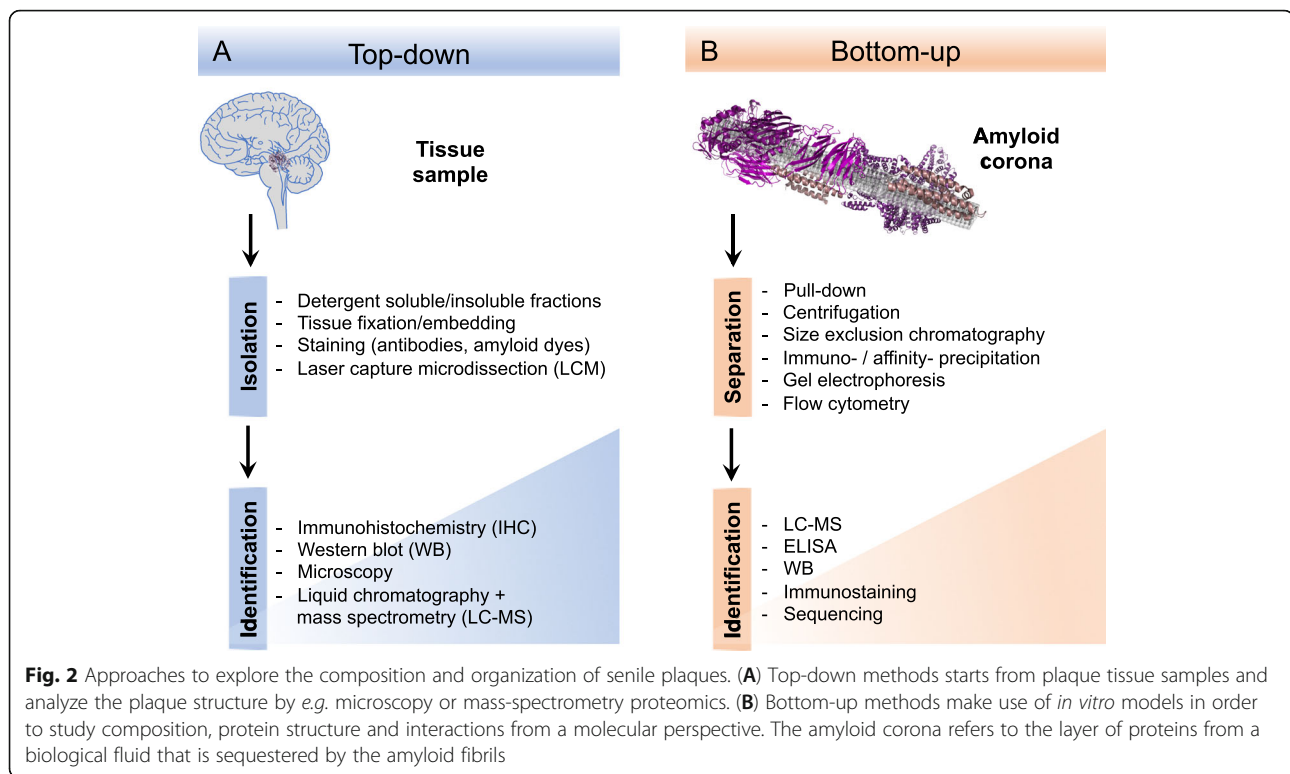 A Top-down
Tissue
sample
Isolation
- Detergent soluble/insoluble fractions
- Tissue fixation/embedding
- Staining (antibodies, amyloid dyes)
- Laser capture microdissection (LCM)
Identification
- Immunohistochemistry (IHC)
- Western blot (WB)
- Microscopy
- Liquid chromatography +
mass spectrometry (LC-MS)
B Bottom-up
Amyloid
corona
Separation
- Pull-down
- Centrifugation
- Size exclusion chromatography
- Immuno- / affinity- precipitation
- Gel electrophoresis
- Flow cytometry
Identification
- LC-MS
- ELISA
- WB
- Immunostaining
- Sequencing
Fig. 2 Approaches to explore the composition and organization of senile plaques. (A) Top-down methods starts from plaque tissue samples and
analyze the plaque structure by e.g. microscopy or mass-spectrometry proteomics. (B) Bottom-up methods make use of in vitro models in order
to study composition, protein structure and interactions from a molecular perspective. The amyloid corona refers to the layer of proteins from a
biological fluid that is sequestered by the amyloid fibrils